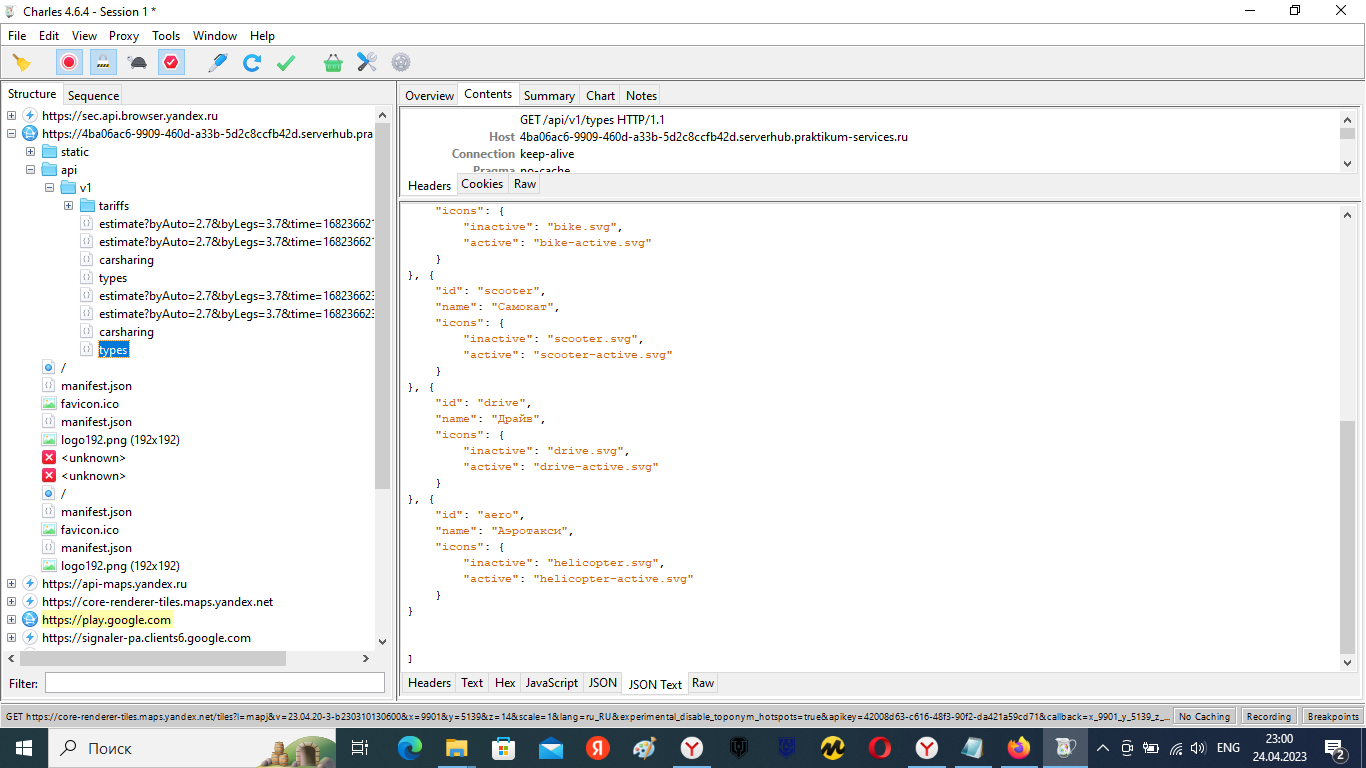 Charles 4.6.4 - Session 1 *
File Edit View Proxy Tools Window Help
Structure Sequence
https://sec.api.browser.yandex.ru
https://4ba06ac6-9909-460d-a33b-5d2c8ccfb42d.serverhub.pra
static
api
v1
tariffs
estimate?byAuto=2.7&byLegs=3.7&time=168236621
estimate?byAuto=2.7&byLegs=3.7&time=168236621
carsharing
types
estimate?byAuto=2.7&byLegs=3.7&time=168236623
estimate?byAuto=2.7&byLegs=3.7&time=168236623
carsharing
types
/
manifest.json
favicon.ico
manifest.json
logo192.png (192x192)
<unknown>
<unknown>
/
manifest.json
favicon.ico
manifest.json
logo192.png (192x192)
https://api-maps.yandex.ru
https://core-renderer-tiles.maps.yandex.net
https://play.google.com
https://signaler-pa.clients6.google.com
Filter:
Overview Contents Summary Chart Notes
GET /api/v1/types HTTP/1.1
Host 4ba06ac6-9909-460d-a33b-5d2c8ccfb42d.serverhub.praktikum-services.ru
Connection keep-alive
Pragma no-cache
Headers Cookies Raw
"icons": {
"inactive": "bike.svg",
"active": "bike-active.svg"
}
}, {
"id": "scooter",
"name": "Самокат",
"icons": {
"inactive": "scooter.svg",
"active": "scooter-active.svg"
}
}, {
"id": "drive",
"name": "Драйв",
"icons": {
"inactive": "drive.svg",
"active": "drive-active.svg"
}
}, {
"id": "aero",
"name": "Аэротакси",
"icons": {
"inactive": "helicopter.svg",
"active": "helicopter-active.svg"
}
}
]
Headers Text Hex JavaScript JSON JSON Text Raw
GET https://core-renderer-tiles.maps.yandex.net/tiles?l=mapj&v=23.04.20-3-b230310130600&x=9901&y=5139&z=14&scale=1&lang=ru_RU&experimental_disable_toponym_hotspots=true&apikey=42008d63-c616-48f3-90f2-da421a59cd71&callback=x_9901_y_5139_z_... No Caching Recording Breakpoints
Поиск
ENG
23:00
24.04.2023
2